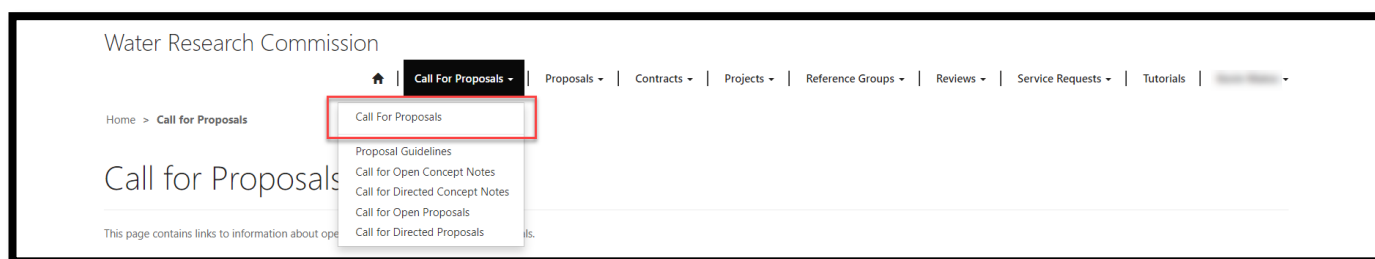 Water Research Commission
Call For Proposals | Proposals | Contracts | Projects | Reference Groups | Reviews | Service Requests | Tutorials |
Home > Call for Proposals
Call For Proposals
Proposal Guidelines
Call for Open Concept Notes
Call for Directed Concept Notes
Call for Open Proposals
Call for Directed Proposals
Call for Proposals
This page contains links to information about ope
ls.